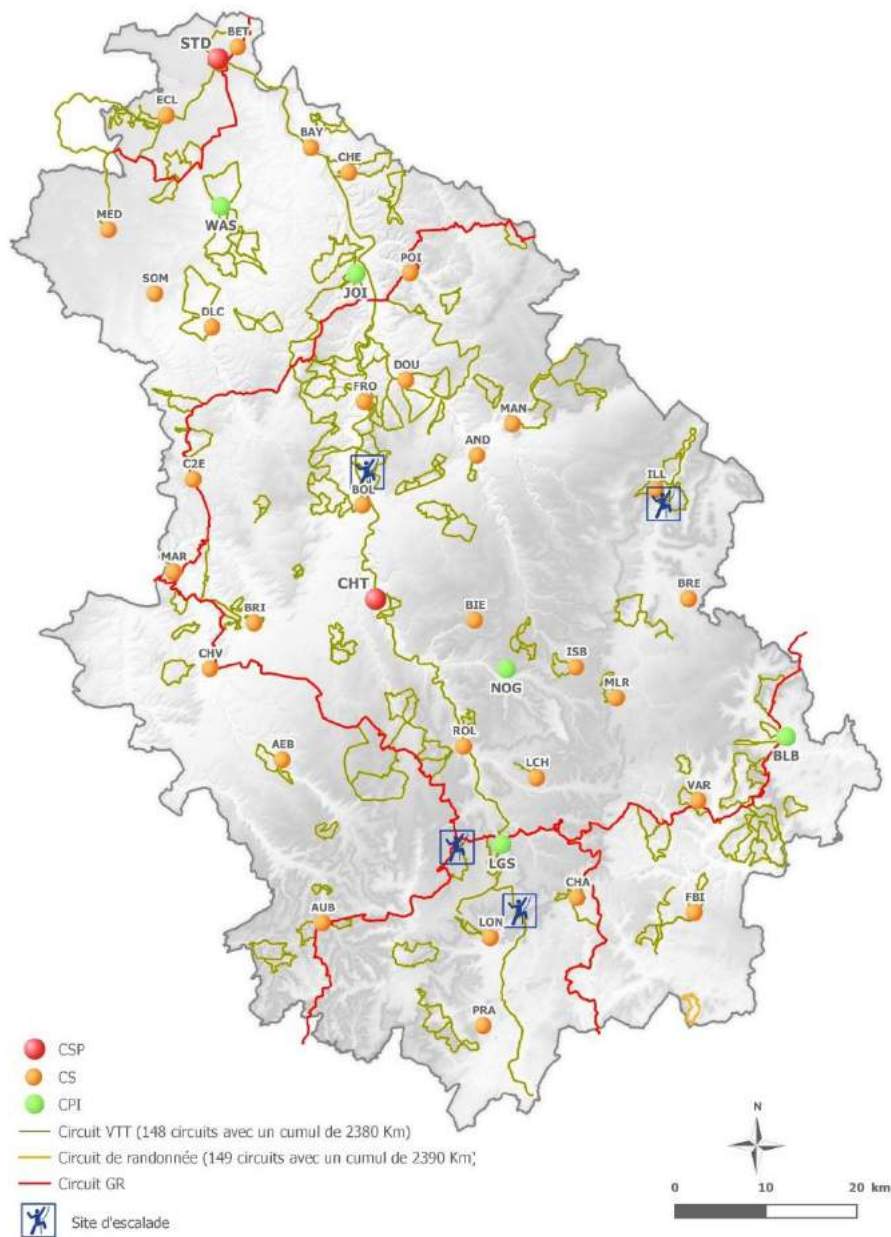 BET
STD
ECL
BAY
CHE
WAS
MED
POI
SOM
JOI
DLC
DOU
FRO
MAN
AND
C2E
ILL
BOL
MAR
CHT
BRE
BRI
BIE
CHV
ISB
NOG
MLR
ROL
BLB
AEB
LCH
VAR
LGS
CHA
FBI
AUB
LON
PRA
CSP
CS
CPI
Circuit VTT (148 circuits avec un cumul de 2380 Km)
Circuit de randonnée (149 circuits avec un cumul de 2390 Km)
Circuit GR
Site d'escalade
N
0 10 20 km